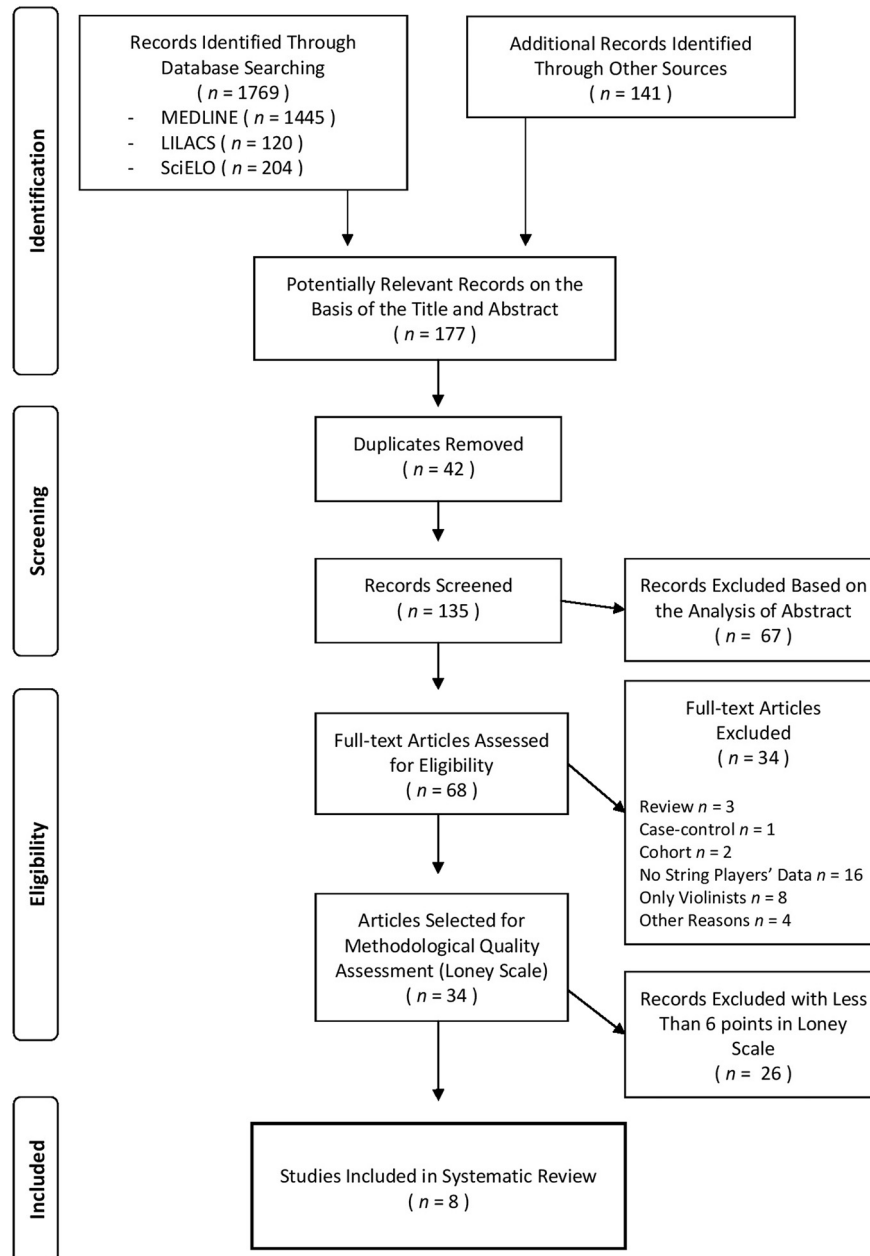 Identification
Records Identified Through
Database Searching
( n = 1769 )
- MEDLINE ( n = 1445 )
- LILACS ( n = 120 )
- SciELO ( n = 204 )
Additional Records Identified
Through Other Sources
( n = 141 )
Potentially Relevant Records on the
Basis of the Title and Abstract
( n = 177 )
Screening
Duplicates Removed
( n = 42 )
Records Screened
( n = 135 )
Records Excluded Based on
the Analysis of Abstract
( n = 67 )
Eligibility
Full-text Articles Assessed
for Eligibility
( n = 68 )
Full-text Articles
Excluded
( n = 34 )
Review n = 3
Case-control n = 1
Cohort n = 2
No String Players’ Data n = 16
Only Violinists n = 8
Other Reasons n = 4
Articles Selected for
Methodological Quality
Assessment (Loney Scale)
( n = 34 )
Records Excluded with Less
Than 6 points in Loney
Scale
( n = 26 )
Included
Studies Included in Systematic Review
( n = 8 )